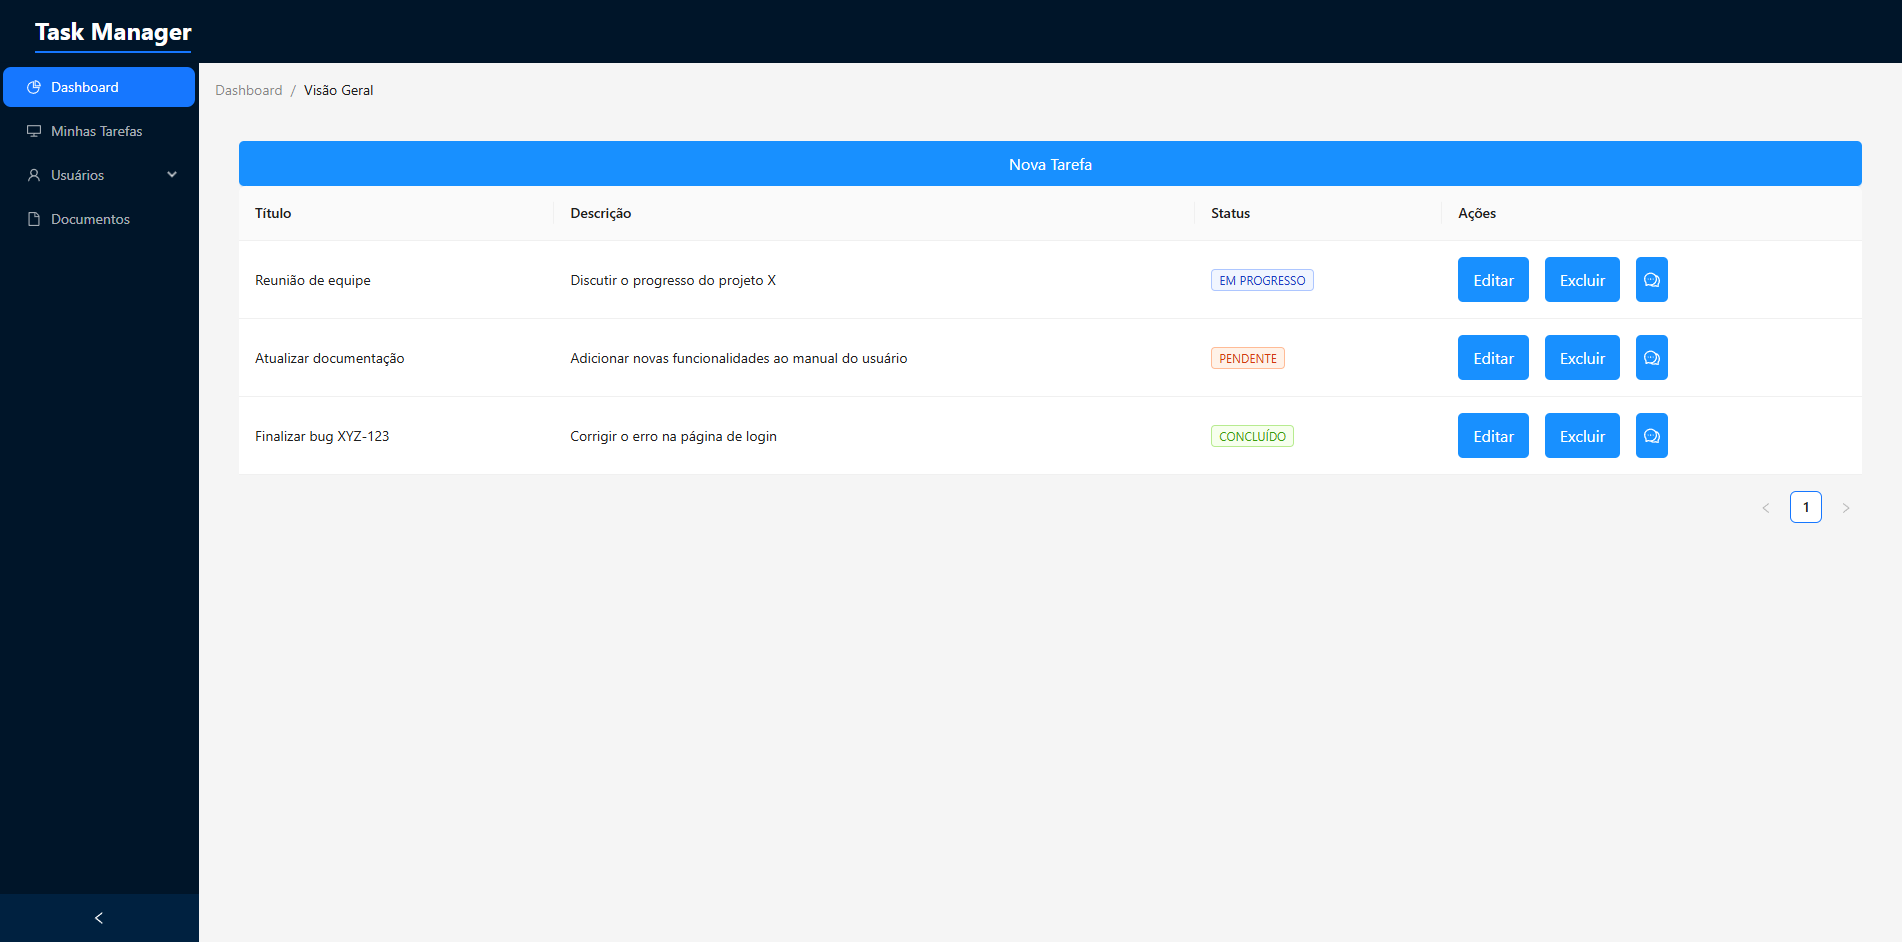 Task Manager
Dashboard
Minhas Tarefas
Usuários
Documentos
Dashboard / Visão Geral
Nova Tarefa
Título Descrição Status Ações
Reunião de equipe Discutir o progresso do projeto X EM PROGRESSO Editar Excluir
Atualizar documentação Adicionar novas funcionalidades ao manual do usuário PENDENTE Editar Excluir
Finalizar bug XYZ-123 Corrigir o erro na página de login CONCLUÍDO Editar Excluir
1